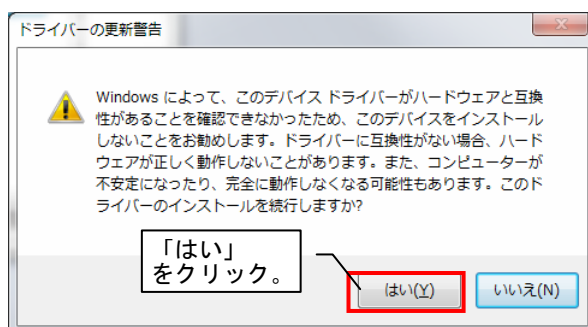 ドライバーの更新警告
Windows によって、このデバイス ドライバーがハードウェアと互換
性があることを確認できなかったため、このデバイスをインストール
しないことをお勧めします。ドライバーに互換性がない場合、ハード
ウェアが正しく動作しないことがあります。また、コンピューターが
不安定になったり、完全に動作しなくなる可能性もあります。このド
ライバーのインストールを続行しますか?
「はい」
をクリック。
はい(Y)
いいえ(N)